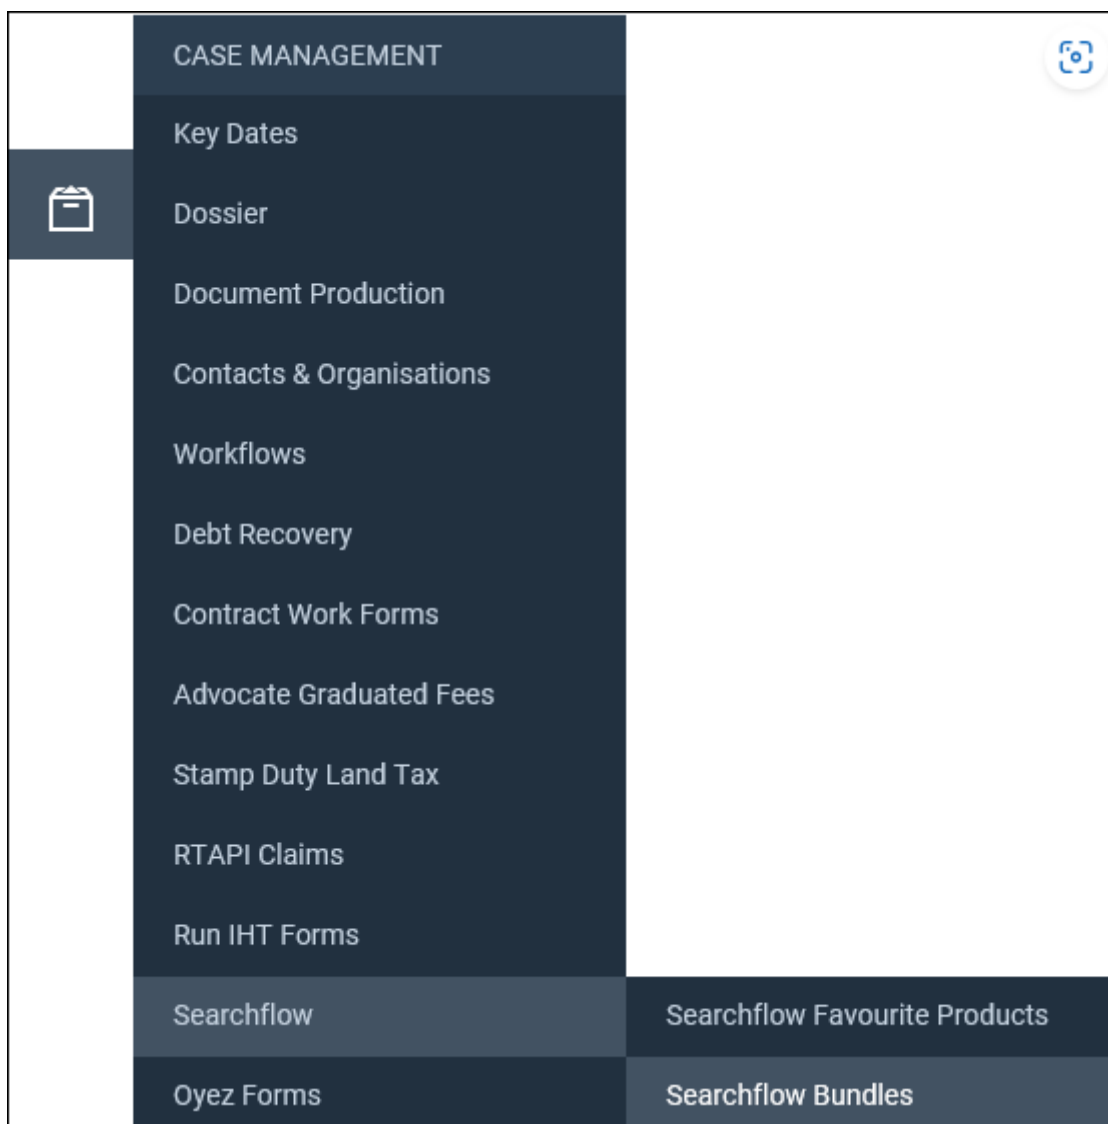 CASE MANAGEMENT
Key Dates
Dossier
Document Production
Contacts & Organisations
Workflows
Debt Recovery
Contract Work Forms
Advocate Graduated Fees
Stamp Duty Land Tax
RTAPI Claims
Run IHT Forms
Searchflow
Searchflow Favourite Products
Oyez Forms
Searchflow Bundles